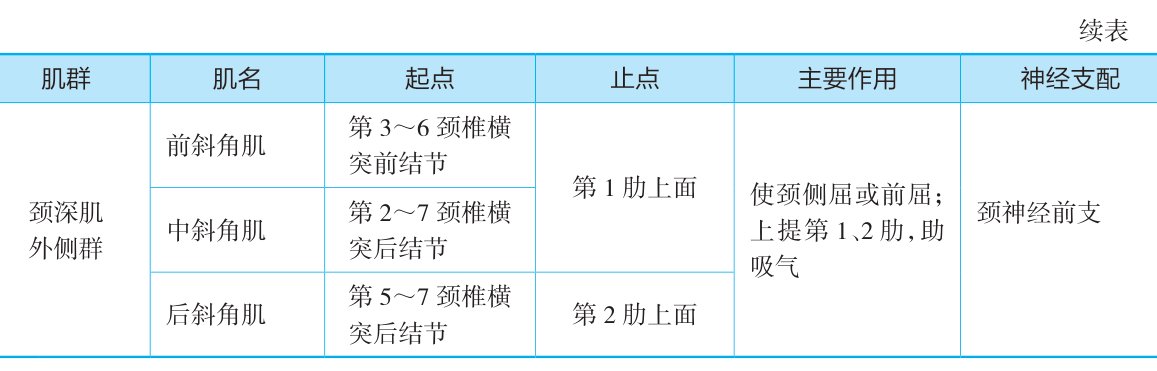 续表
肌群 肌名 起点 止点 主要作用 神经支配
颈深肌
外侧群
前斜角肌
第 3～6 颈椎横
突前结节
第 1 肋上面
使颈侧屈或前屈；
上提第 1、2 肋，助
吸气
颈神经前支
中斜角肌
第 2～7 颈椎横
突后结节
后斜角肌
第 5～7 颈椎横
突后结节
第 2 肋上面